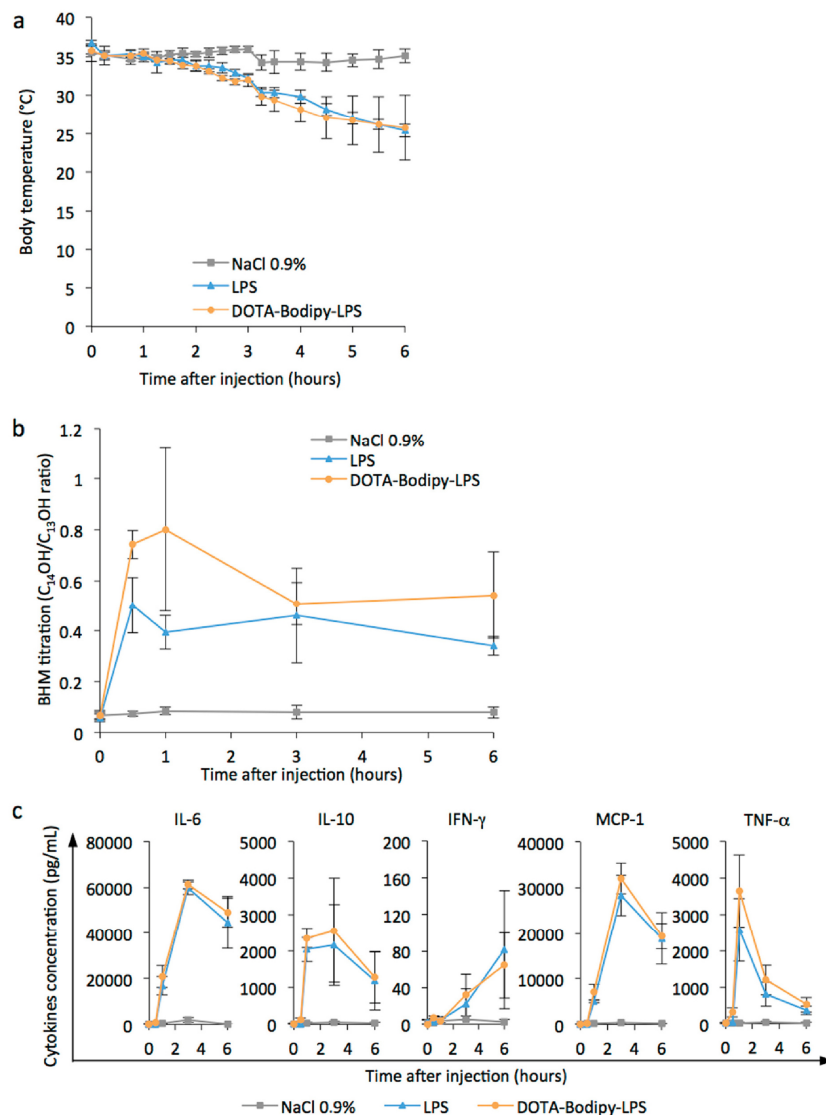 a
40
35
30
25
20
15
10
5
0
Body temperature (°C)
NaCl 0.9%
LPS
DOTA-Bodipy-LPS
0 1 2 3 4 5 6
Time after injection (hours)
b
1.2
1
0.8
0.6
0.4
0.2
0
BHM titration (C₁₄OH/C₁₃OH ratio)
NaCl 0.9%
LPS
DOTA-Bodipy-LPS
0 1 3 6
Time after injection (hours)
c
Cytokines concentration (pg/mL)
IL-6 IL-10 IFN-γ MCP-1 TNF-α
80000 5000 200 40000 5000
60000 4000 160 30000 4000
3000 120 3000
40000 20000
2000 80 2000
20000 1000 40 10000 1000
0 0 0 0 0
0 2 4 6 0 2 4 6 0 2 4 6 0 2 4 6 0 2 4 6
Time after injection (hours)
NaCl 0.9% LPS DOTA-Bodipy-LPS